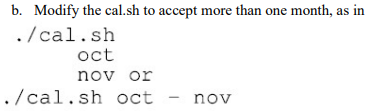 b. Modify the cal.sh to accept more than one month, as in
./cal.sh
oct
nov or
./cal.sh oct - nov